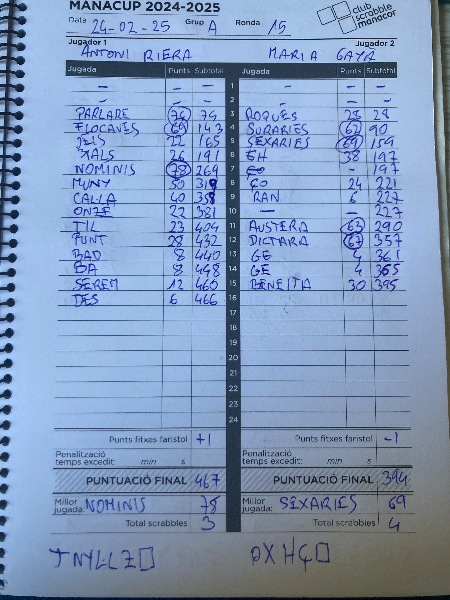 MANACUP 2024-2025
Data 24-02-25 Grup A Ronda 15
club scrabble manacor
Jugador 1 Jugador 2
ANTONI RIERA MARIA GAYÀ
Jugada Punts Subtotal Jugada Punts Subtotal
— — 1 — —
— — 2 — —
PARLARE 74 74 3 ROQUES 28 28
FLOCAVES 69 143 4 SURARIES 62 90
DEIS 22 165 5 SEXARIES 69 159
XALS 26 191 6 EH 38 197
NOMINIS 78 269 7 ÇO - 197
MUNY 50 319 8 ÇO 24 221
CALLA 40 359 9 RAN 6 227
ONZE 22 381 10 — 227
TIL 23 404 11 AUSTERA 63 290
PUNT 28 432 12 DICTARA 67 357
BAD 8 440 13 GE 4 361
BA 8 448 14 GE 4 365
SEREM 12 460 15 BENEITA 30 395
DES 6 466 16
17
18
19
20
21
22
23
24
Punts fitxes faristol +1 Punts fitxes faristol -1
Penalització temps excedit: min s Penalització temps excedit: min s
PUNTUACIÓ FINAL 467 PUNTUACIÓ FINAL 394
Millor jugada: NOMINIS 78 Millor jugada: SEXARIES 69
Total scrabbles 3 Total scrabbles 4
TNYLLZ□ QXHÇ□